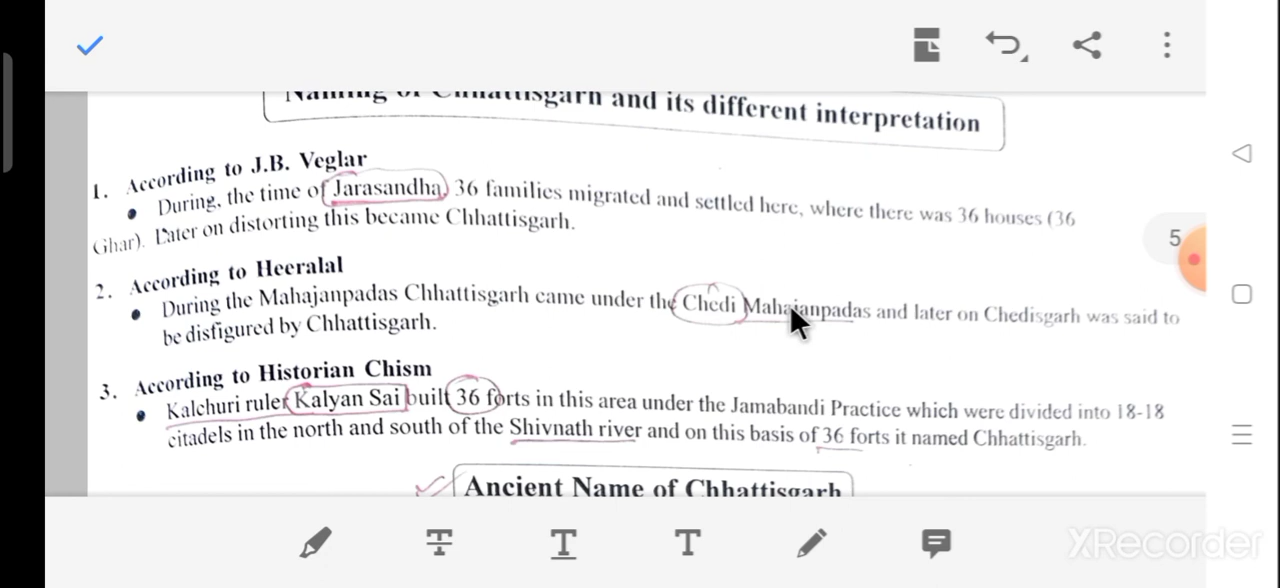 Naming of Chhattisgarh and its different interpretation
1. According to J.B. Veglar
During, the time of Jarasandha, 36 families migrated and settled here, where there was 36 houses (36
Ghar). Later on distorting this became Chhattisgarh.
5
2. According to Heeralal
During the Mahajanpadas Chhattisgarh came under the Chedi Mahajanpadas and later on Chedisgarh was said to
be disfigured by Chhattisgarh.
3. According to Historian Chism
Kalchuri ruler Kalyan Sai built 36 forts in this area under the Jamabandi Practice which were divided into 18-18
citadels in the north and south of the Shivnath river and on this basis of 36 forts it named Chhattisgarh.
Ancient Name of Chhattisgarh
T T T
XRecorder